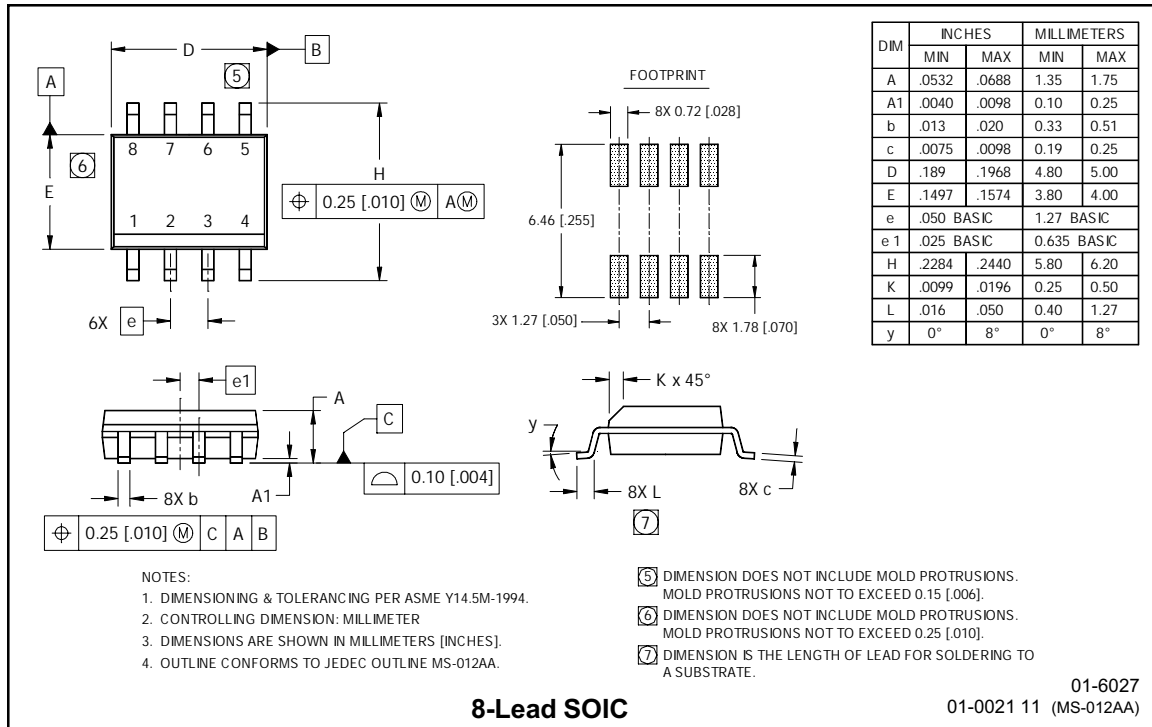 D
B
5
A
8 7 6 5
6
E
H
⌖ 0.25 [.010] Ⓜ AⓂ
1 2 3 4
6X e
FOOTPRINT
8X 0.72 [.028]
6.46 [.255]
3X 1.27 [.050]
8X 1.78 [.070]
DIM INCHES MILLIMETERS
MIN MAX MIN MAX
A .0532 .0688 1.35 1.75
A1 .0040 .0098 0.10 0.25
b .013 .020 0.33 0.51
c .0075 .0098 0.19 0.25
D .189 .1968 4.80 5.00
E .1497 .1574 3.80 4.00
e .050 BASIC 1.27 BASIC
e 1 .025 BASIC 0.635 BASIC
H .2284 .2440 5.80 6.20
K .0099 .0196 0.25 0.50
L .016 .050 0.40 1.27
y 0° 8° 0° 8°
e1
A
C
0.10 [.004]
8X b
A1
⌖ 0.25 [.010] Ⓜ C A B
K x 45°
y
8X L
7
8X c
NOTES:
1. DIMENSIONING & TOLERANCING PER ASME Y14.5M-1994.
2. CONTROLLING DIMENSION: MILLIMETER
3. DIMENSIONS ARE SHOWN IN MILLIMETERS [INCHES].
4. OUTLINE CONFORMS TO JEDEC OUTLINE MS-012AA.
5 DIMENSION DOES NOT INCLUDE MOLD PROTRUSIONS.
MOLD PROTRUSIONS NOT TO EXCEED 0.15 [.006].
6 DIMENSION DOES NOT INCLUDE MOLD PROTRUSIONS.
MOLD PROTRUSIONS NOT TO EXCEED 0.25 [.010].
7 DIMENSION IS THE LENGTH OF LEAD FOR SOLDERING TO
A SUBSTRATE.
8-Lead SOIC
01-6027
01-0021 11 (MS-012AA)